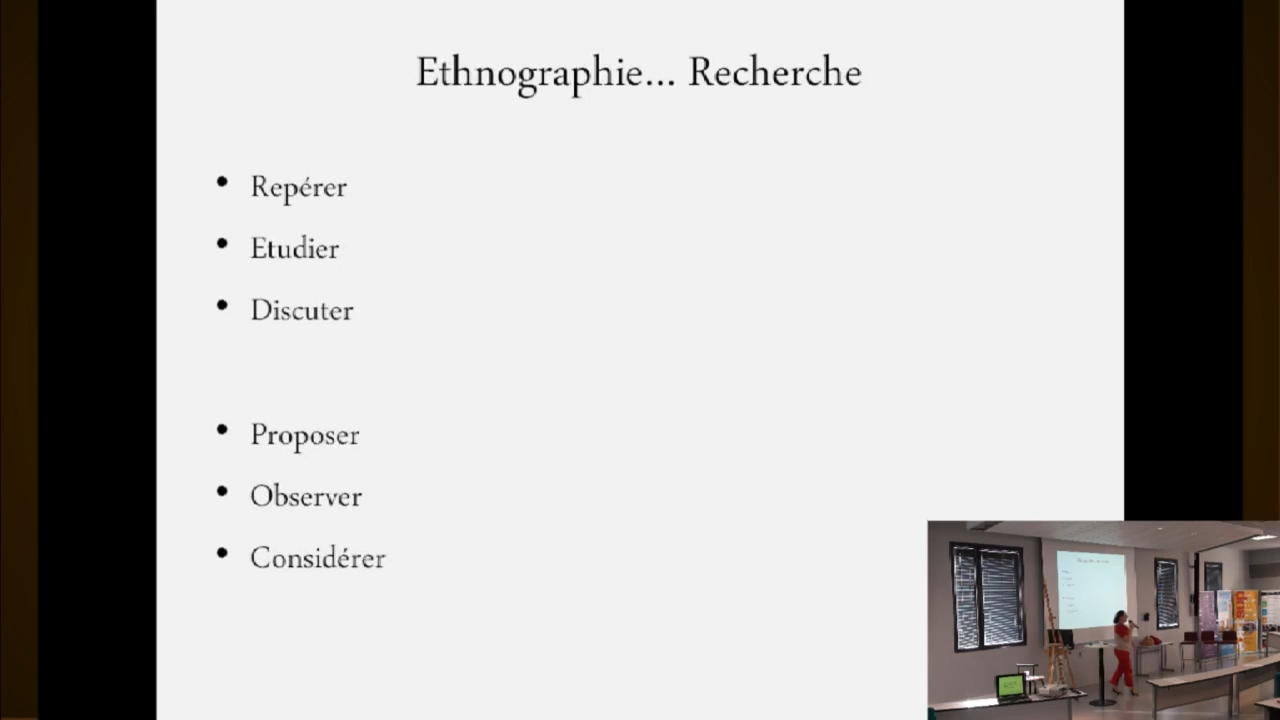 Ethnographie... Recherche
• Repérer
• Etudier
• Discuter
• Proposer
• Observer
• Considérer